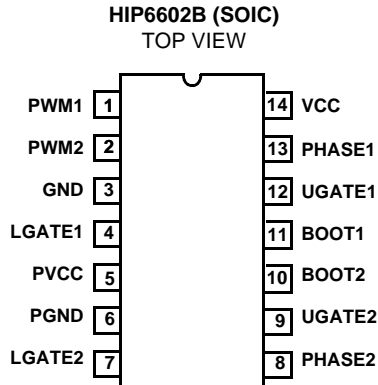 HIP6602B (SOIC)
TOP VIEW
PWM1 1 14 VCC
PWM2 2 13 PHASE1
GND 3 12 UGATE1
LGATE1 4 11 BOOT1
PVCC 5 10 BOOT2
PGND 6 9 UGATE2
LGATE2 7 8 PHASE2